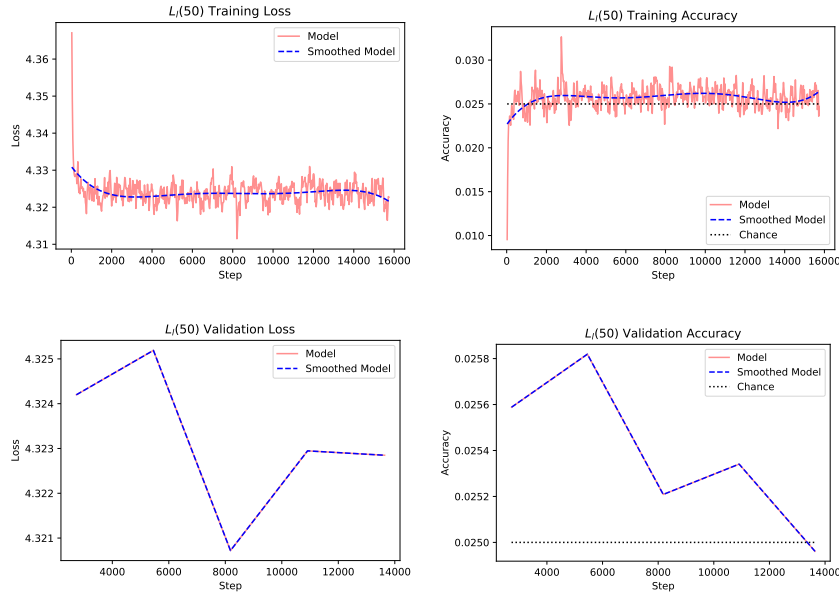 L_l(50) Training Loss
Loss
4.36
4.35
4.34
4.33
4.32
4.31
Model
Smoothed Model
0 2000 4000 6000 8000 10000 12000 14000 16000
Step
L_l(50) Training Accuracy
Accuracy
0.030
0.025
0.020
0.015
0.010
Model
Smoothed Model
Chance
0 2000 4000 6000 8000 10000 12000 14000 16000
Step
L_l(50) Validation Loss
Loss
4.325
4.324
4.323
4.322
4.321
Model
Smoothed Model
4000 6000 8000 10000 12000 14000
Step
L_l(50) Validation Accuracy
Accuracy
0.0258
0.0256
0.0254
0.0252
0.0250
Model
Smoothed Model
Chance
4000 6000 8000 10000 12000 14000
Step